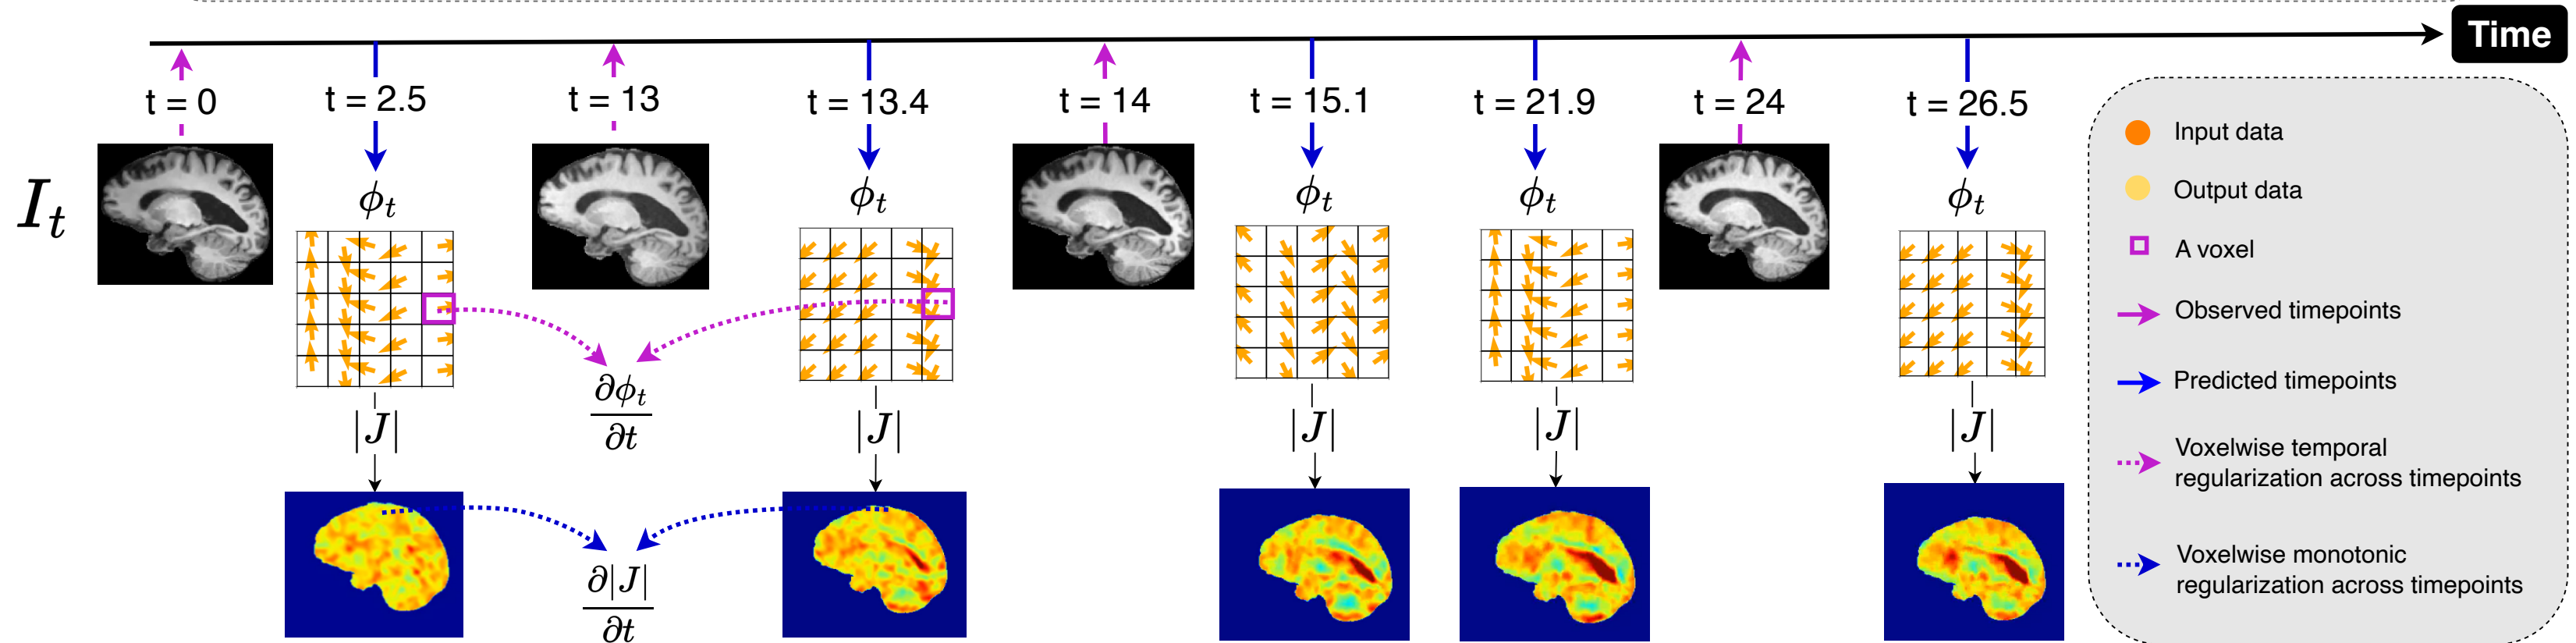 Time
t = 0
t = 2.5
t = 13
t = 13.4
t = 14
t = 15.1
t = 21.9
t = 24
t = 26.5
I_t
ϕ_t
ϕ_t
ϕ_t
ϕ_t
ϕ_t
∂ϕ_t
∂t
|J|
|J|
|J|
|J|
|J|
∂|J|
∂t
Input data
Output data
A voxel
Observed timepoints
Predicted timepoints
Voxelwise temporal
regularization across timepoints
Voxelwise monotonic
regularization across timepoints